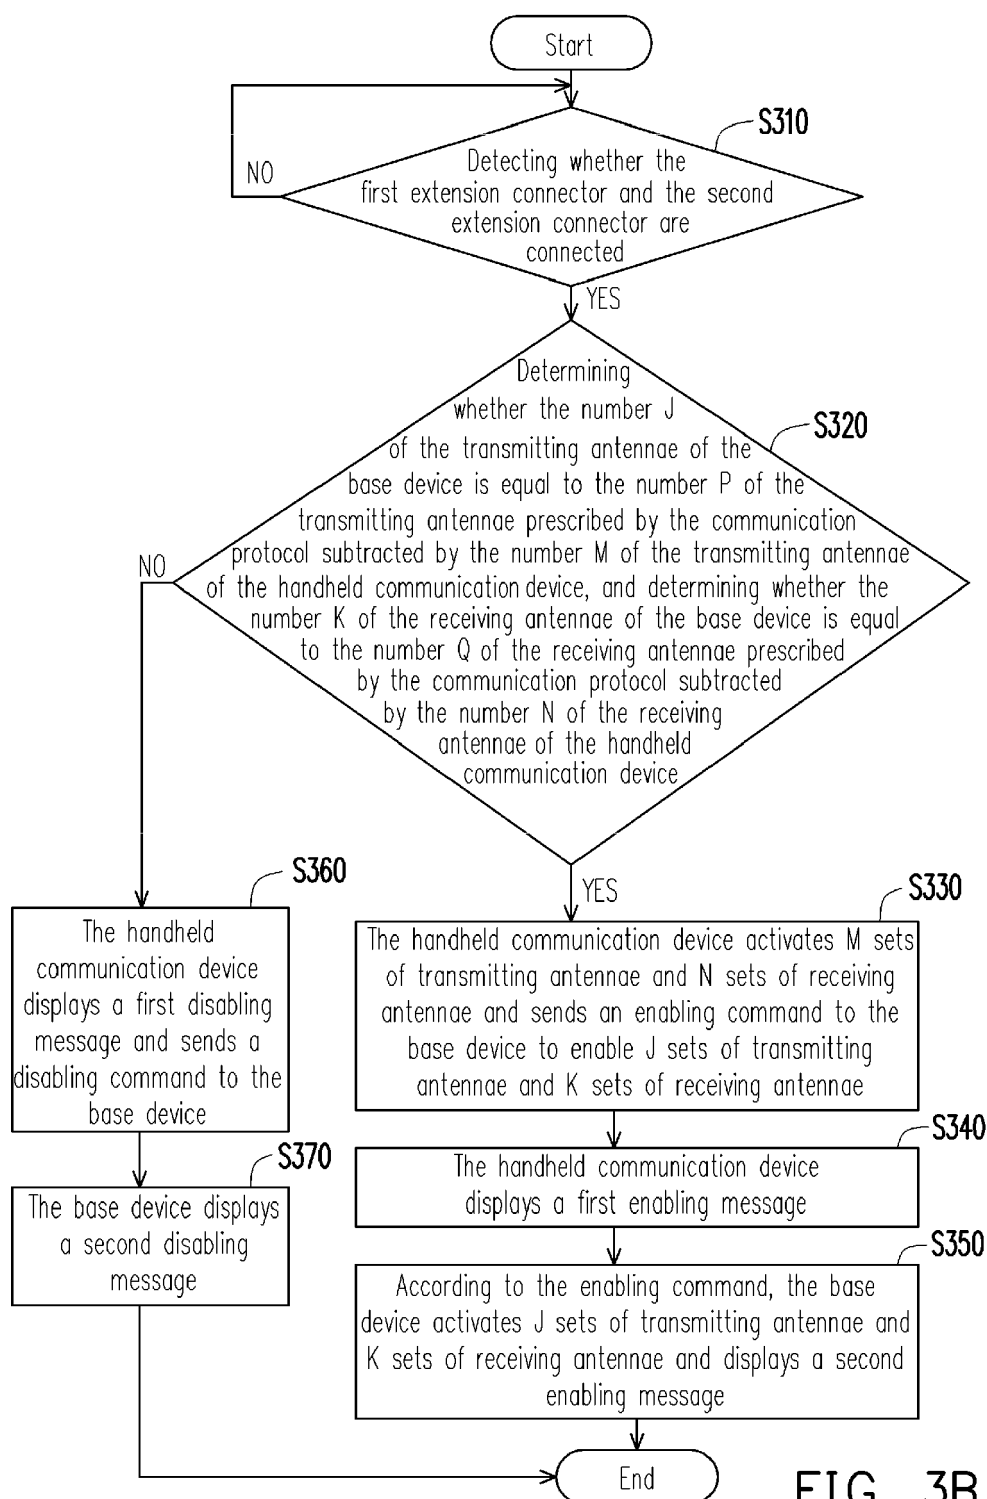 Start
S310
Detecting whether the
first extension connector and the second
extension connector are
connected
NO
YES
S320
Determining
whether the number J
of the transmitting antennae of the
base device is equal to the number P of the
transmitting antennae prescribed by the communication
protocol subtracted by the number M of the transmitting antennae
of the handheld communication device, and determining whether the
number K of the receiving antennae of the base device is equal
to the number Q of the receiving antennae prescribed
by the communication protocol subtracted
by the number N of the receiving
antennae of the handheld
communication device
NO
YES
S360
The handheld
communication device
displays a first disabling
message and sends a
disabling command to the
base device
S370
The base device displays
a second disabling
message
S330
The handheld communication device activates M sets
of transmitting antennae and N sets of receiving
antennae and sends an enabling command to the
base device to enable J sets of transmitting
antennae and K sets of receiving antennae
S340
The handheld communication device
displays a first enabling message
S350
According to the enabling command, the base
device activates J sets of transmitting antennae and
K sets of receiving antennae and displays a second
enabling message
End
FIG. 3B